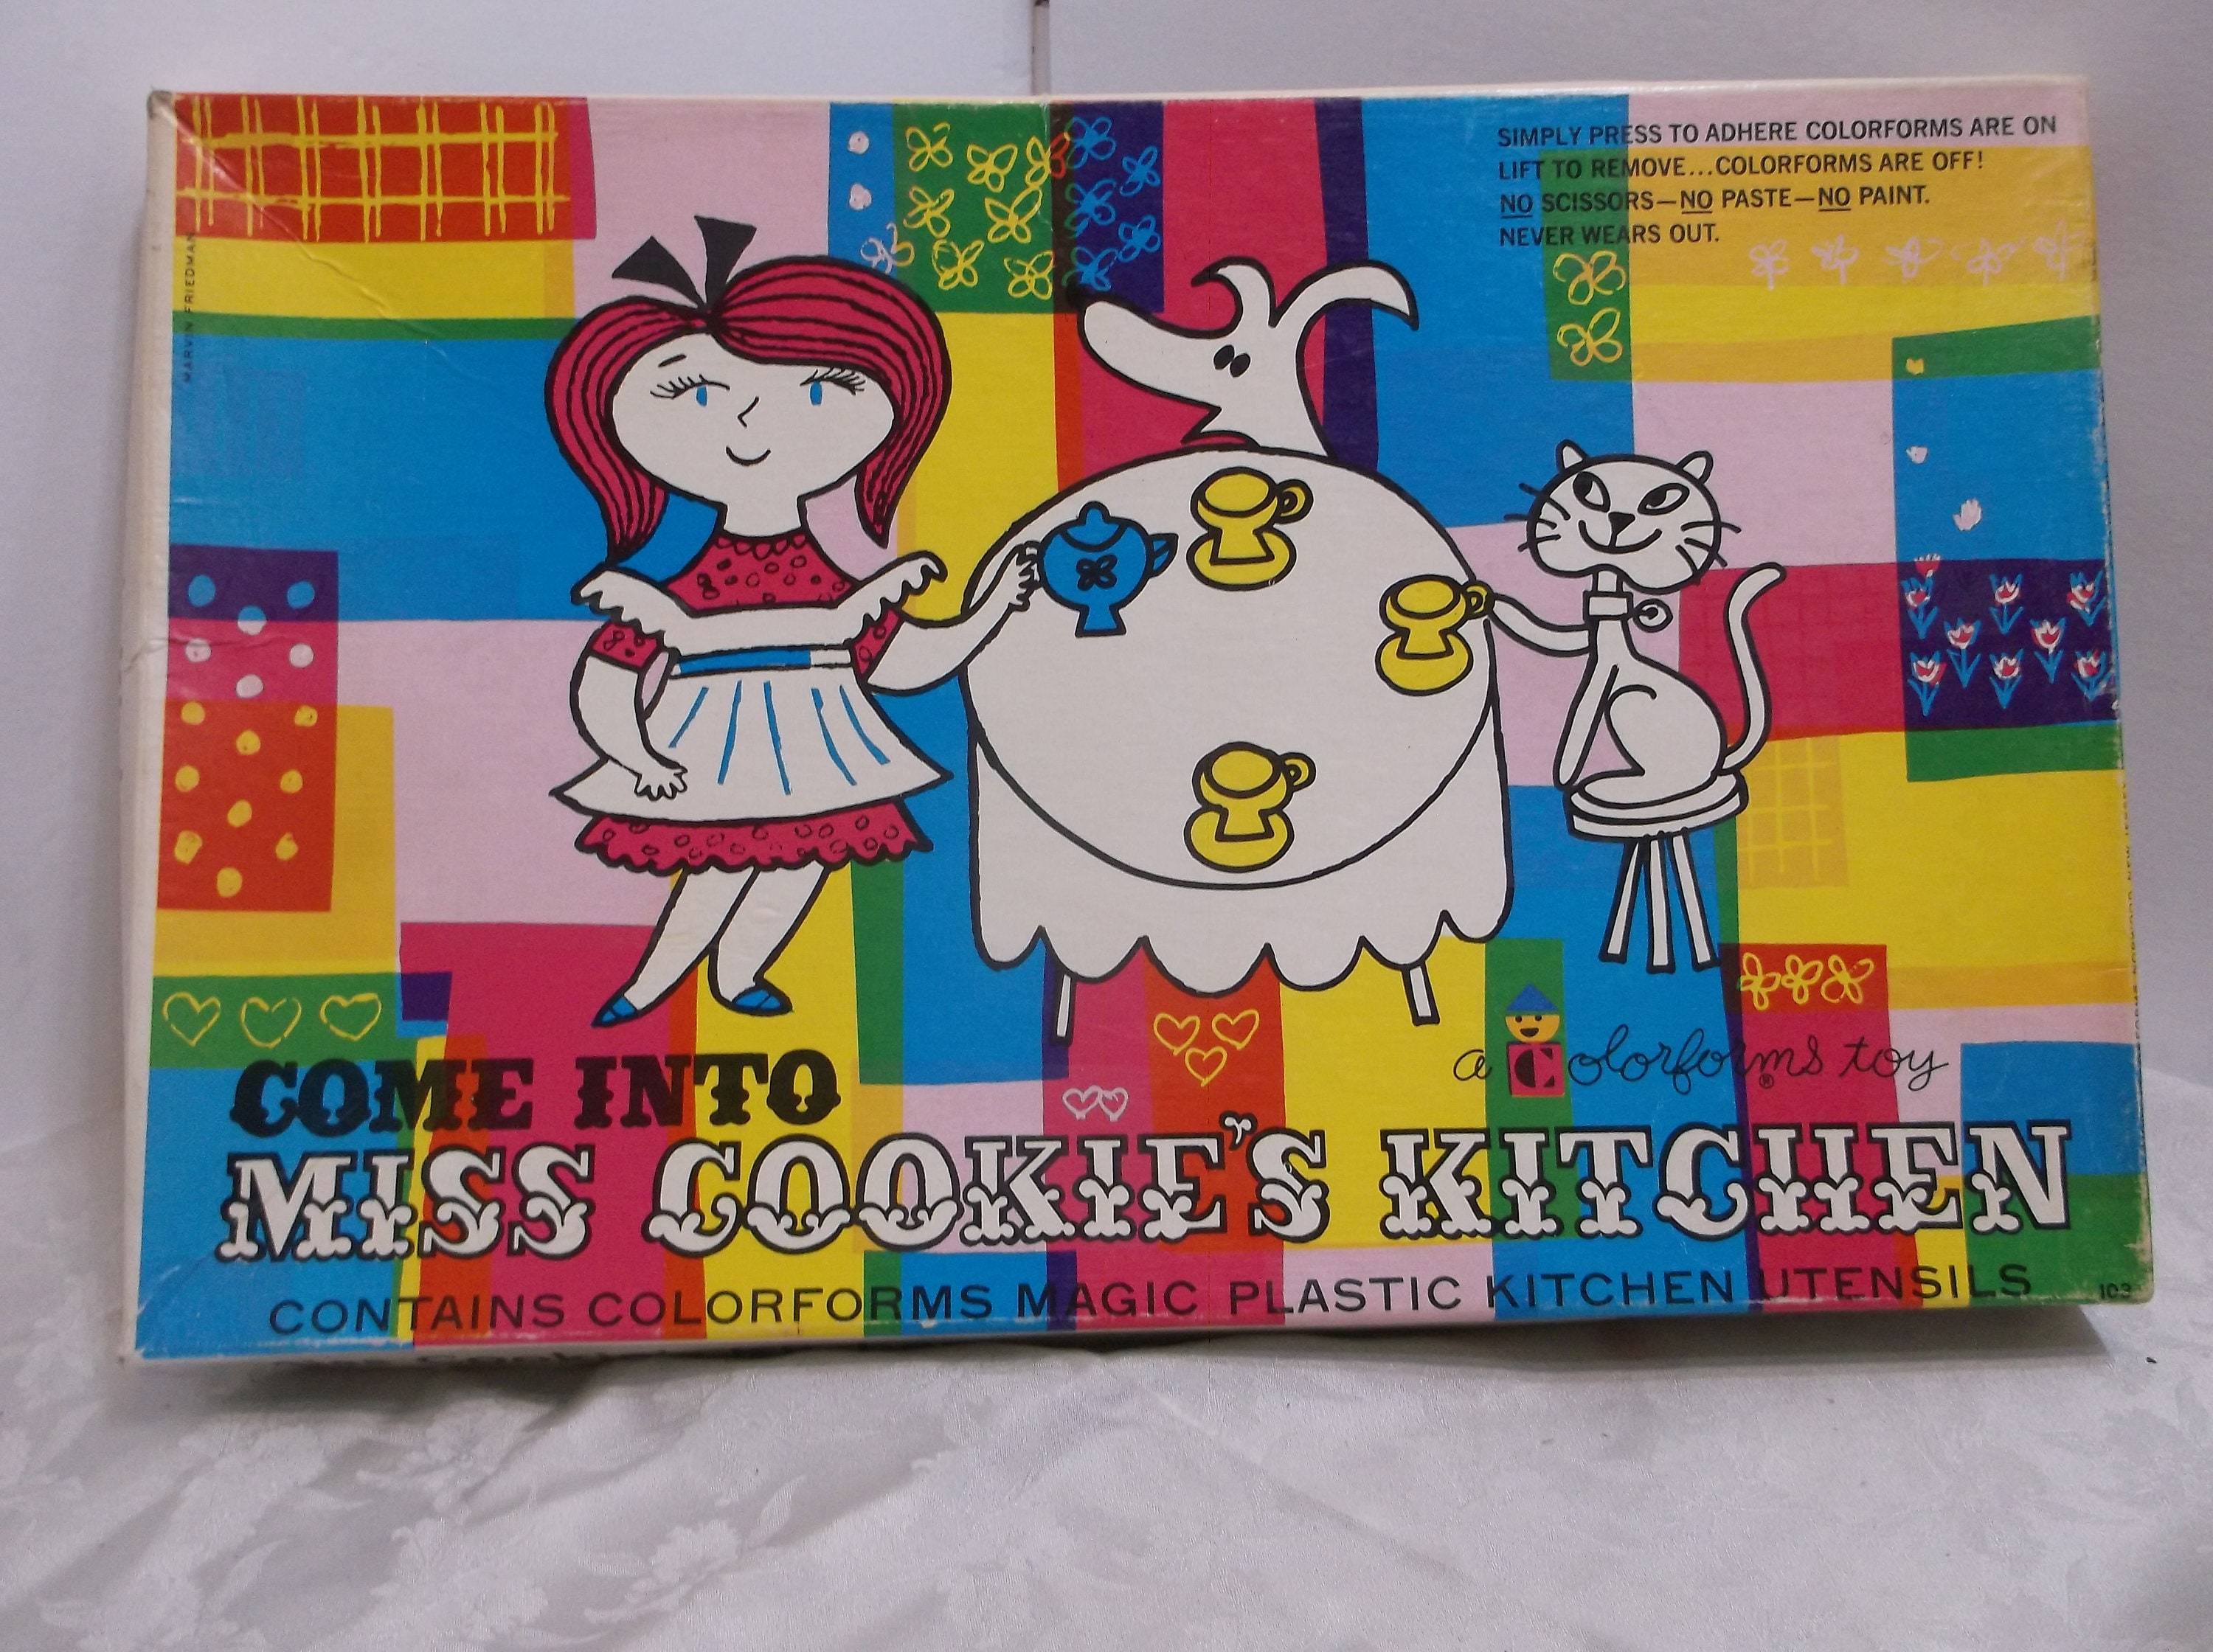 SIMPLY PRESS TO ADHERE COLORFORMS ARE ON
LIFT TO REMOVE...COLORFORMS ARE OFF!
NO SCISSORS—NO PASTE—NO PAINT.
NEVER WEARS OUT.
MARVIN FRIEDMAN
a Colorforms® toy
COME INTO
MISS COOKIE'S KITCHEN
CONTAINS COLORFORMS MAGIC PLASTIC KITCHEN UTENSILS
103